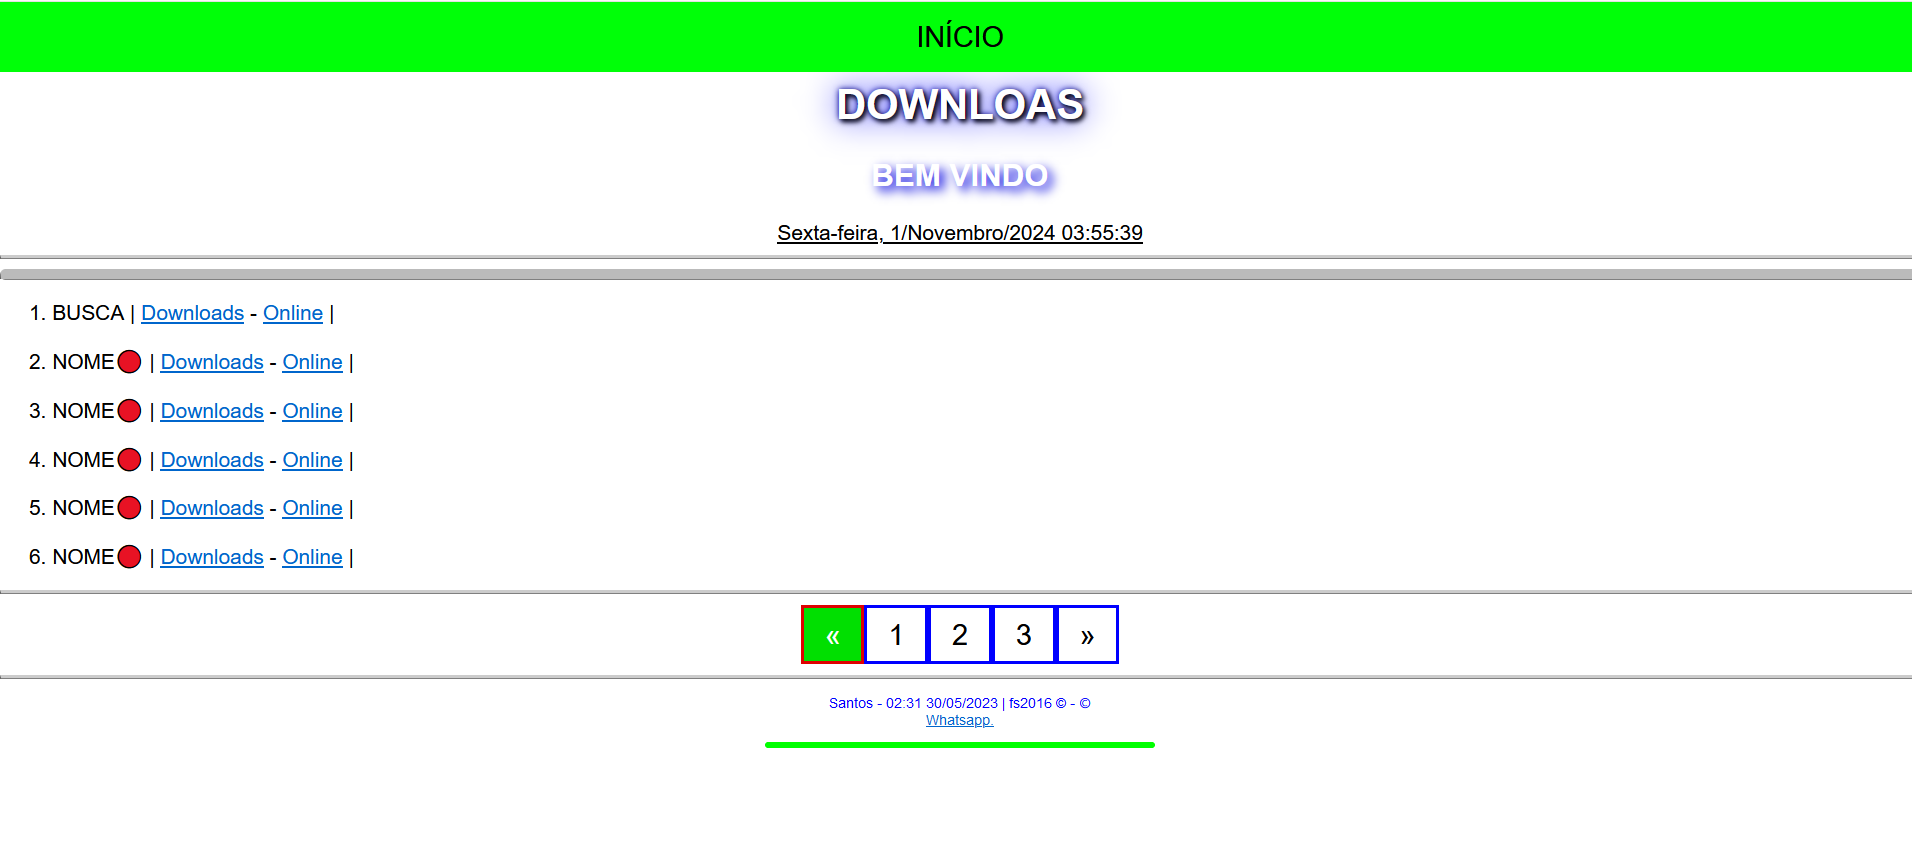 INÍCIO
DOWNLOAS
BEM VINDO
Sexta-feira, 1/Novembro/2024 03:55:39
1. BUSCA | Downloads - Online |
2. NOME🔴 | Downloads - Online |
3. NOME🔴 | Downloads - Online |
4. NOME🔴 | Downloads - Online |
5. NOME🔴 | Downloads - Online |
6. NOME🔴 | Downloads - Online |
« 1 2 3 »
Santos - 02:31 30/05/2023 | fs2016 © - ©
Whatsapp.